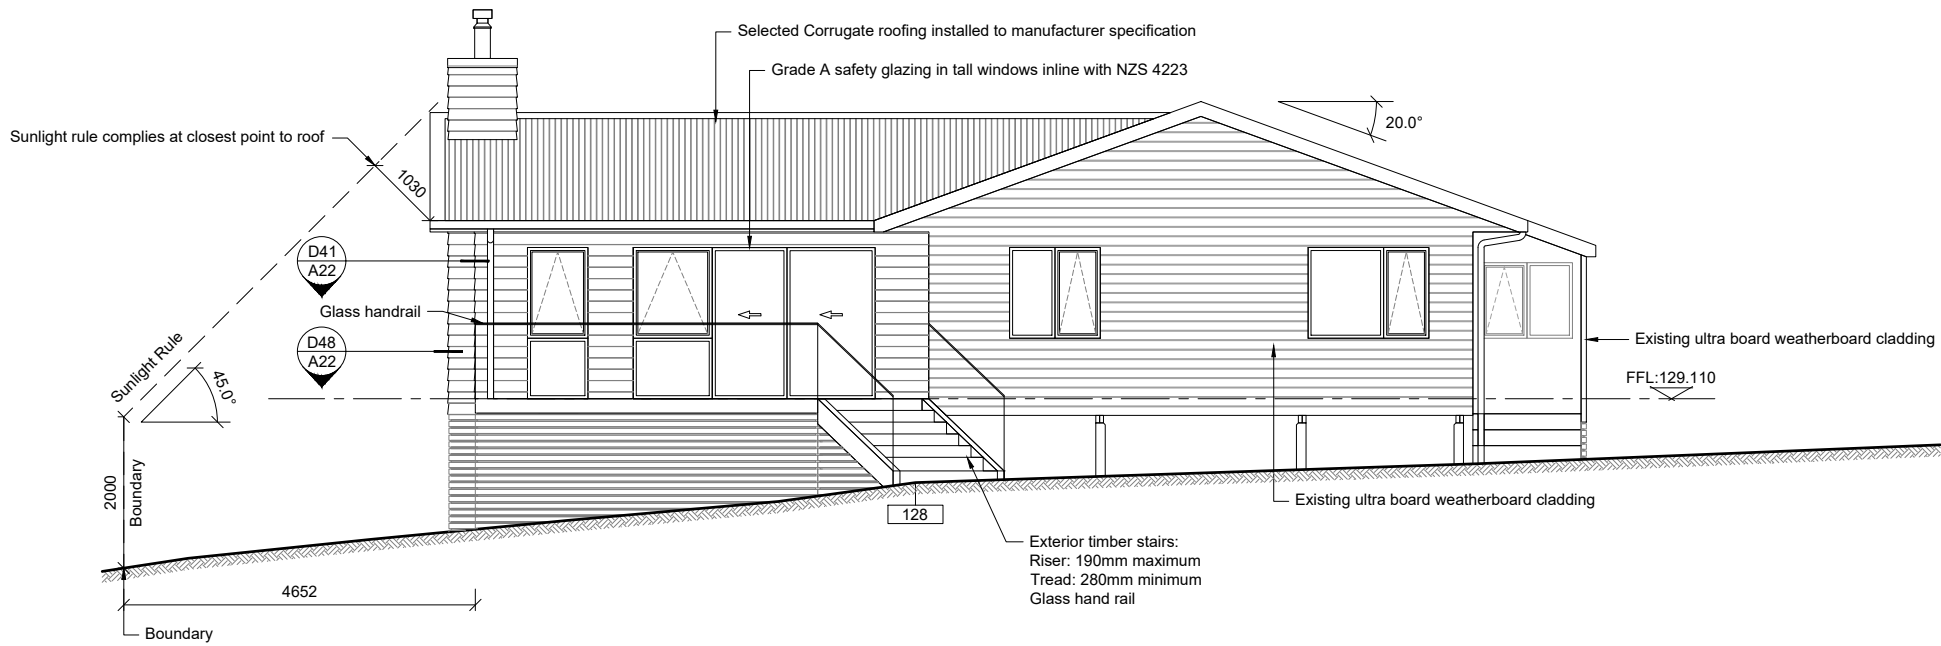 Selected Corrugate roofing installed to manufacturer specification
Grade A safety glazing in tall windows inline with NZS 4223
20.0°
Sunlight rule complies at closest point to roof
1030
D41
A22
Glass handrail
D48
A22
Sunlight Rule
45.0°
Existing ultra board weatherboard cladding
FFL:129.110
2000
Boundary
Existing ultra board weatherboard cladding
128
Exterior timber stairs:
Riser: 190mm maximum
Tread: 280mm minimum
Glass hand rail
4652
Boundary